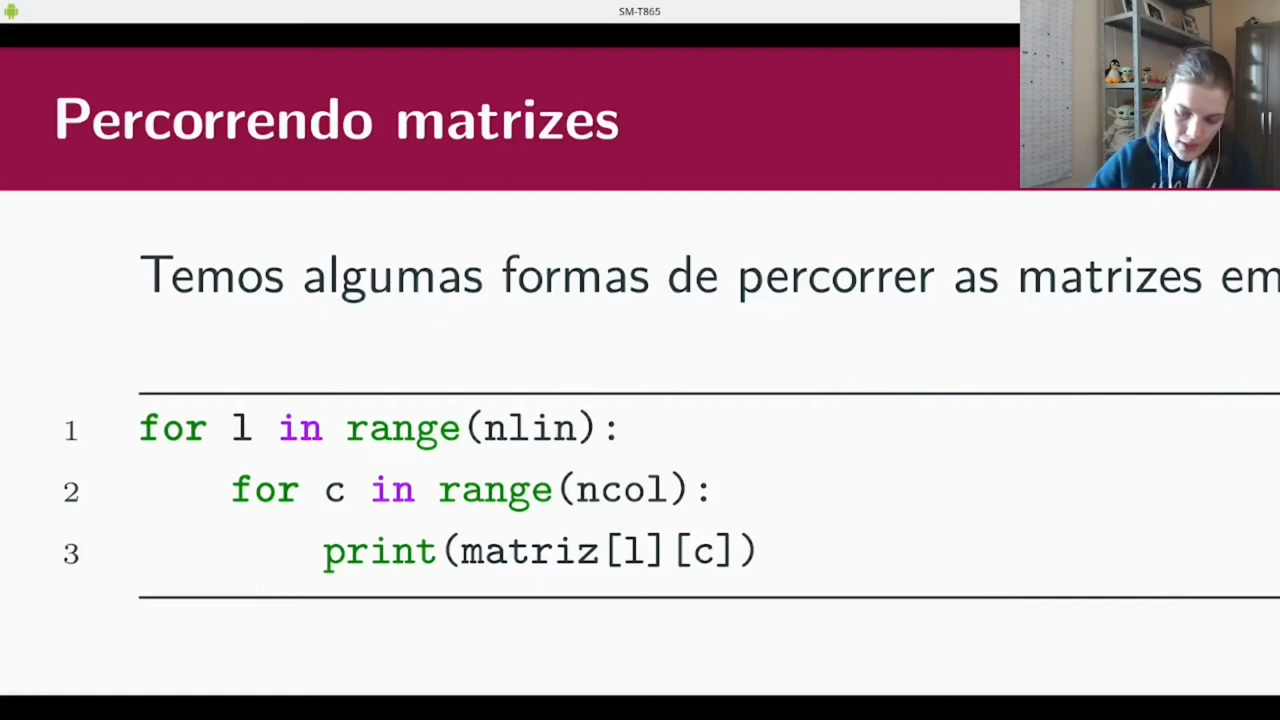 SM-T865
Percorrendo matrizes
Temos algumas formas de percorrer as matrizes em
1 for l in range(nlin):
2 for c in range(ncol):
3 print(matriz[l][c])